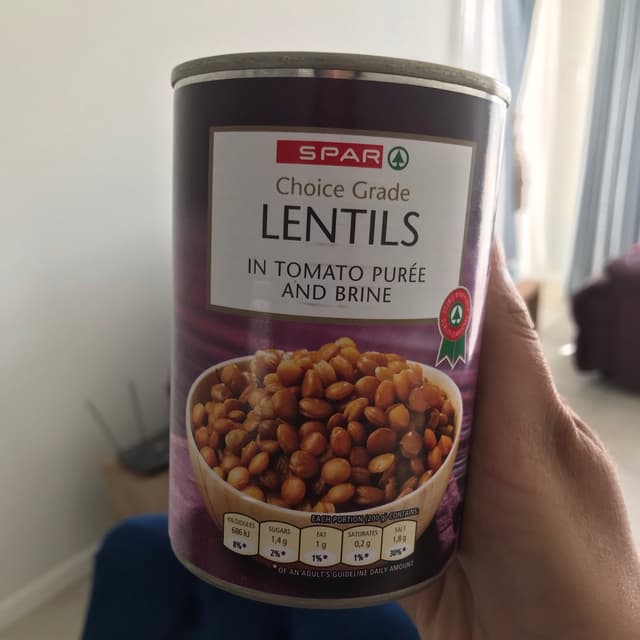 SPAR
Choice Grade
LENTILS
IN TOMATO PURÉE
AND BRINE
EACH PORTION (200 g) CONTAINS
KILOJOULES
686 kJ
8%*
SUGARS
1,4 g
2%*
FAT
1 g
1%*
SATURATES
0,2 g
1%*
SALT
1,8 g
30%*
*OF AN ADULT'S GUIDELINE DAILY AMOUNT